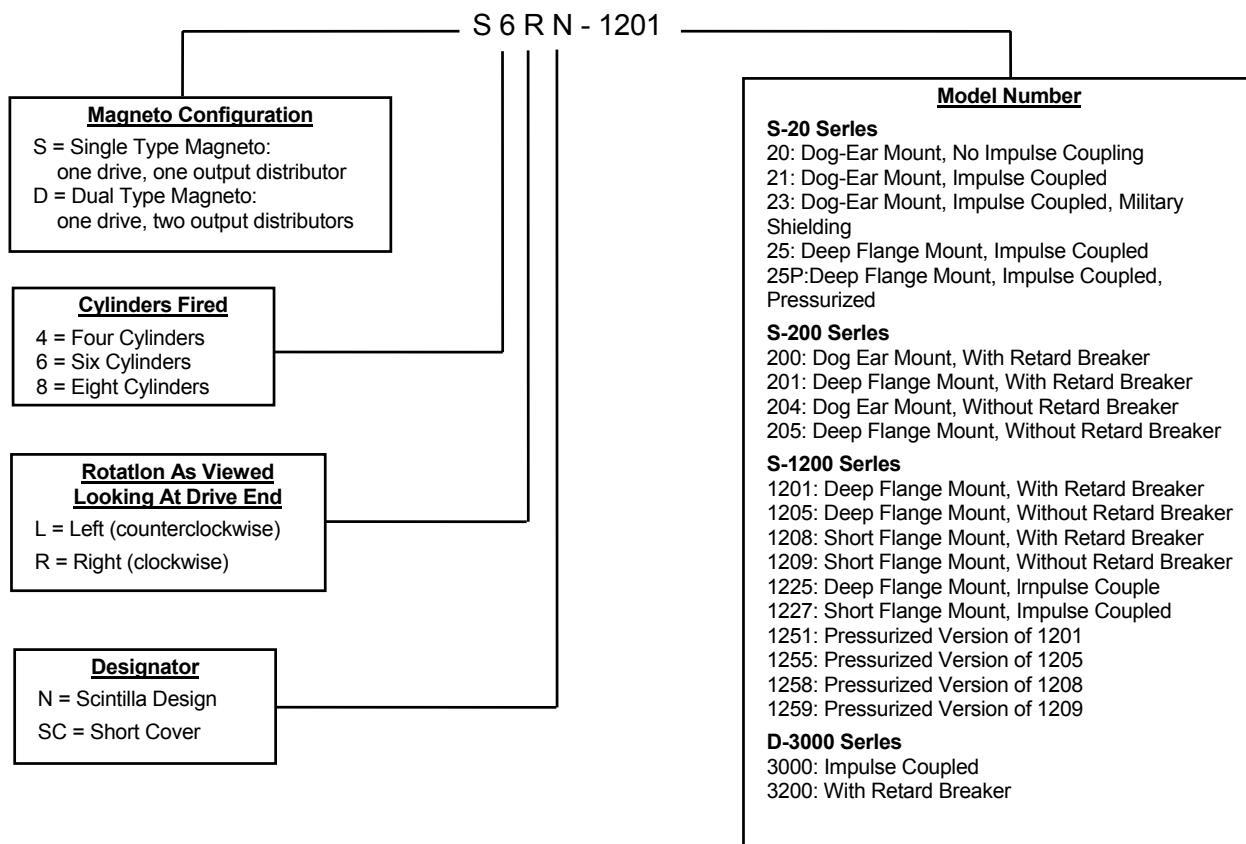 S 6 R N - 1201
Magneto Configuration
S = Single Type Magneto:
one drive, one output distributor
D = Dual Type Magneto:
one drive, two output distributors
Cylinders Fired
4 = Four Cylinders
6 = Six Cylinders
8 = Eight Cylinders
Rotatlon As Viewed
Looking At Drive End
L = Left (counterclockwise)
R = Right (clockwise)
Designator
N = Scintilla Design
SC = Short Cover
Model Number
S-20 Serles
20: Dog-Ear Mount, No Impulse Coupling
21: Dog-Ear Mount, Impulse Coupled
23: Dog-Ear Mount, Impulse Coupled, Military
Shielding
25: Deep Flange Mount, Impulse Coupled
25P:Deep Flange Mount, Impulse Coupled,
Pressurized
S-200 Serles
200: Dog Ear Mount, With Retard Breaker
201: Deep Flange Mount, With Retard Breaker
204: Dog Ear Mount, Without Retard Breaker
205: Deep Flange Mount, Without Retard Breaker
S-1200 Serles
1201: Deep Flange Mount, With Retard Breaker
1205: Deep Flange Mount, Without Retard Breaker
1208: Short Flange Mount, With Retard Breaker
1209: Short Flange Mount, Without Retard Breaker
1225: Deep Flange Mount, lrnpulse Couple
1227: Short Flange Mount, Impulse Coupled
1251: Pressurized Version of 1201
1255: Pressurized Version of 1205
1258: Pressurized Version of 1208
1259: Pressurized Version of 1209
D-3000 Serles
3000: Impulse Coupled
3200: With Retard Breaker